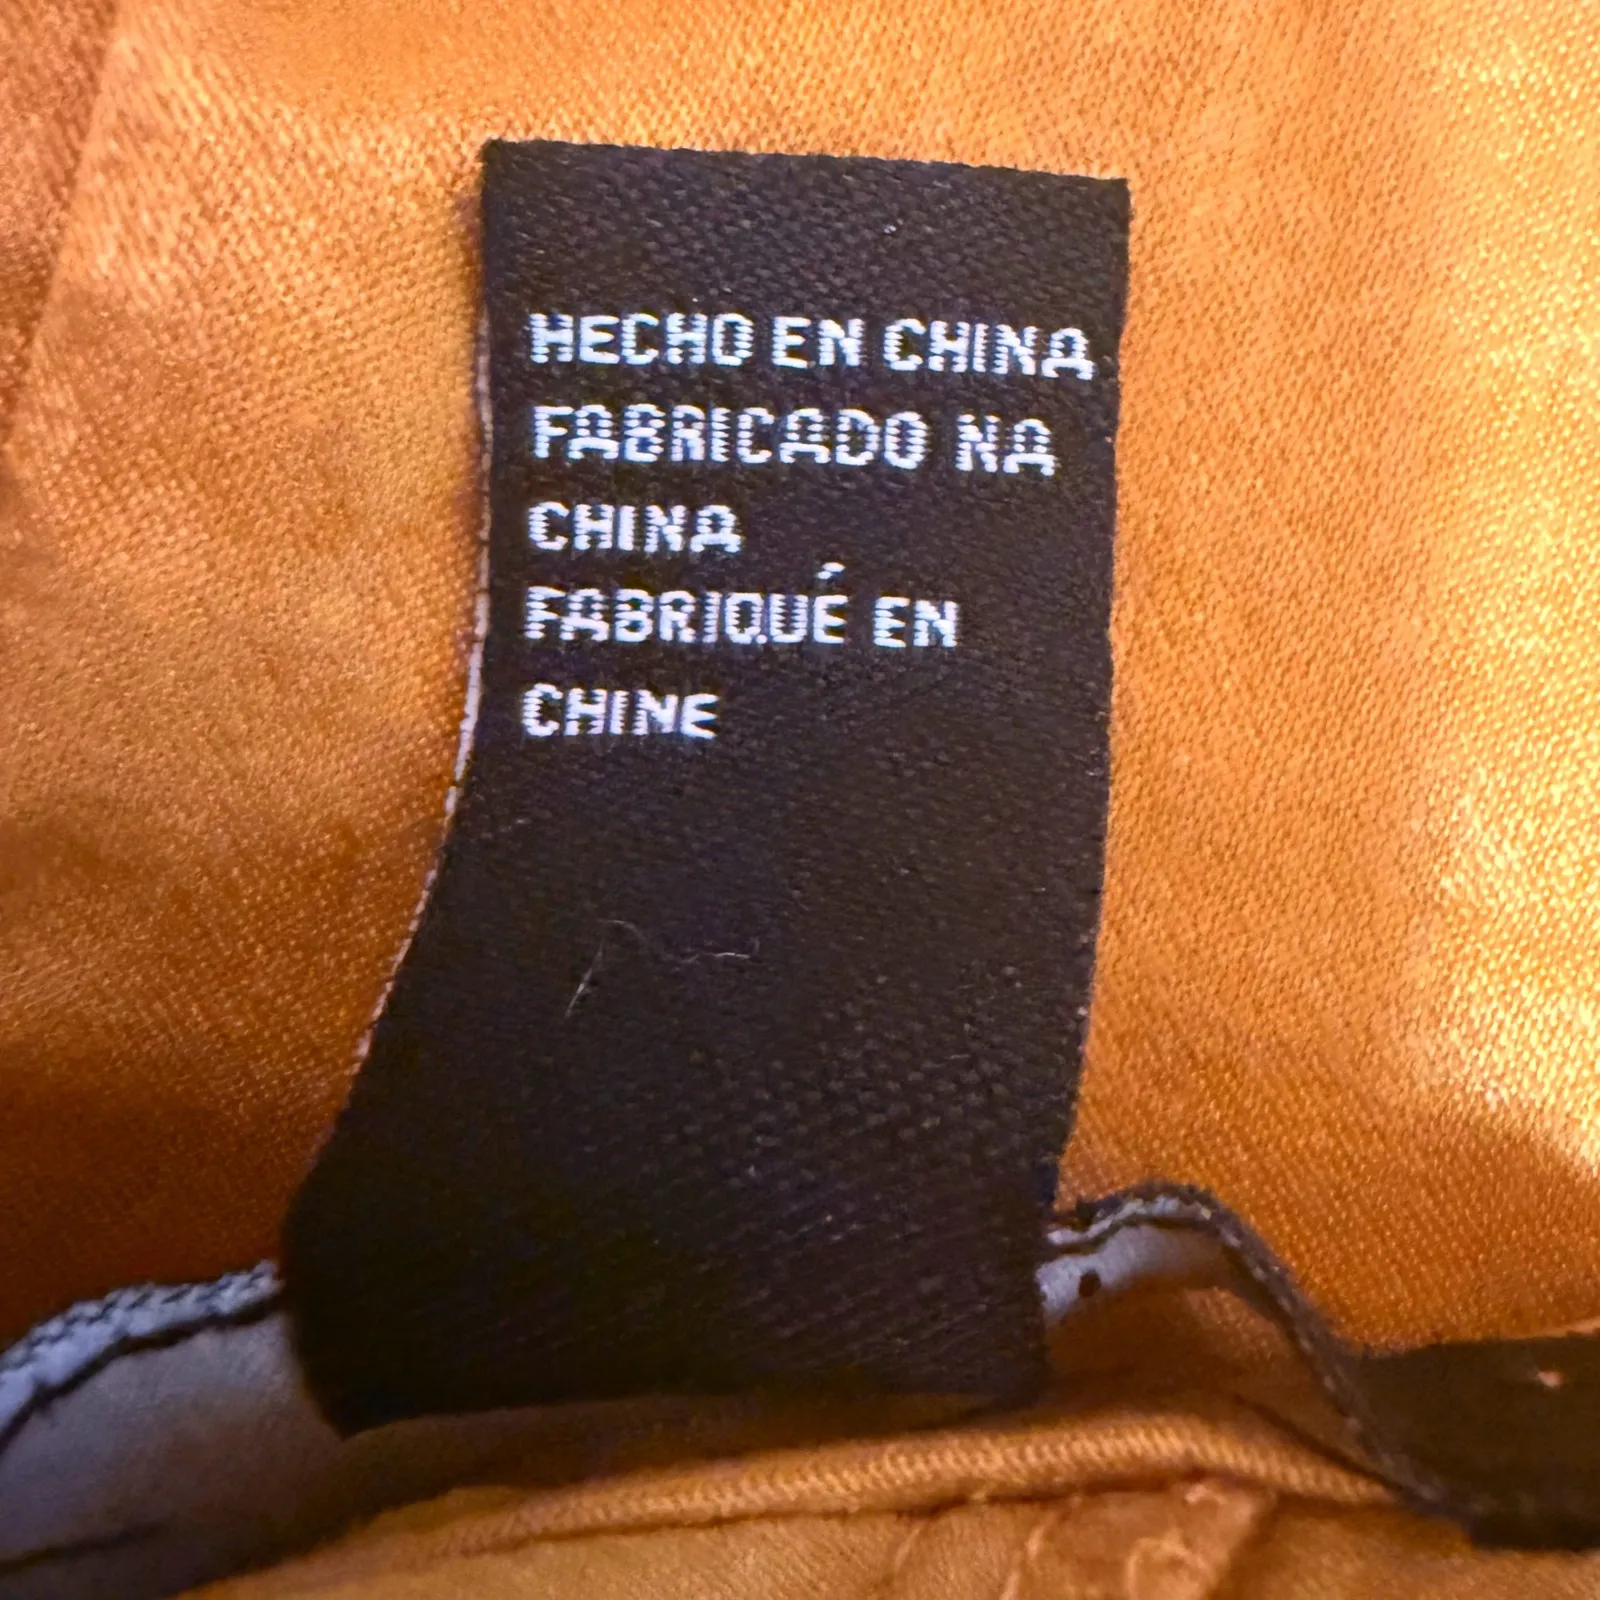 HECHO EN CHINA
FABRICADO NA
CHINA
FABRIQUÉ EN
CHINE